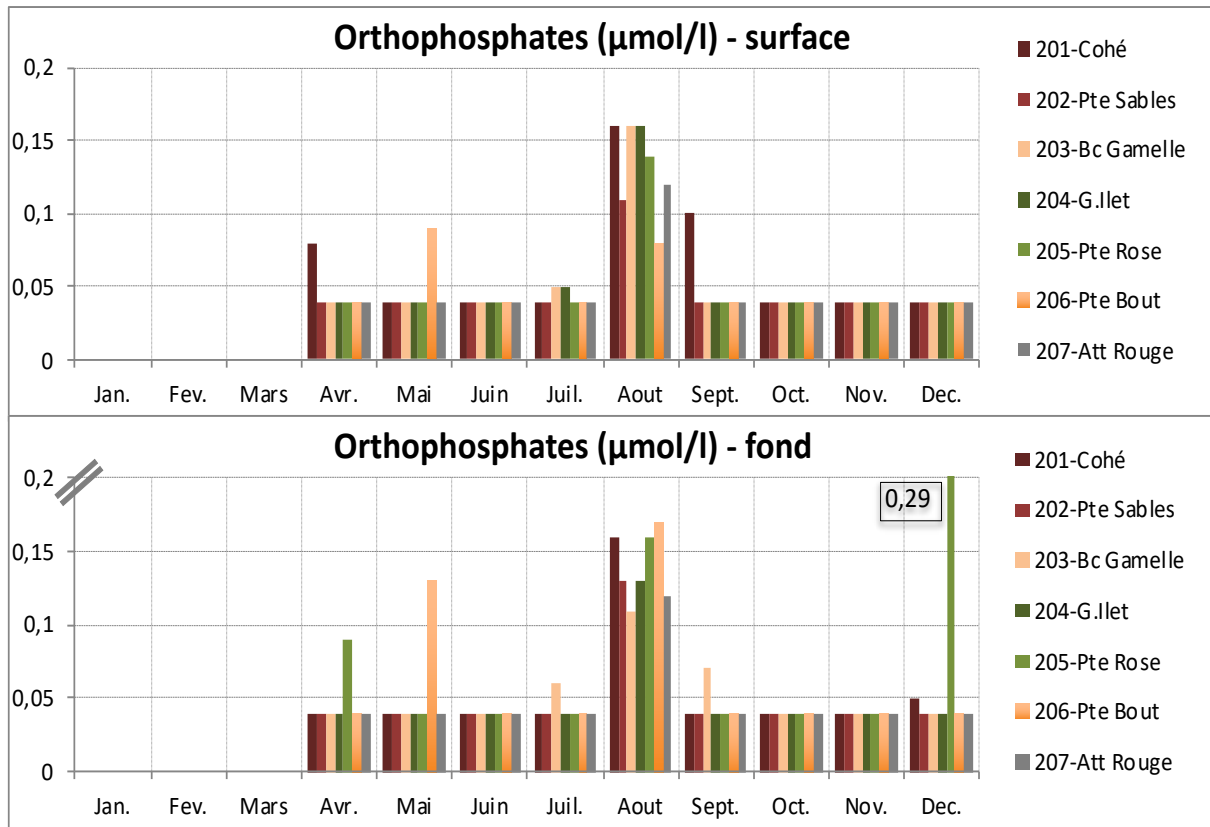 Orthophosphates (µmol/l) - surface
0,2
0,15
0,1
0,05
0
Jan. Fev. Mars Avr. Mai Juin Juil. Aout Sept. Oct. Nov. Dec.
201-Cohé
202-Pte Sables
203-Bc Gamelle
204-G.Ilet
205-Pte Rose
206-Pte Bout
207-Att Rouge
Orthophosphates (µmol/l) - fond
0,2
0,15
0,1
0,05
0
0,29
Jan. Fev. Mars Avr. Mai Juin Juil. Aout Sept. Oct. Nov. Dec.
201-Cohé
202-Pte Sables
203-Bc Gamelle
204-G.Ilet
205-Pte Rose
206-Pte Bout
207-Att Rouge